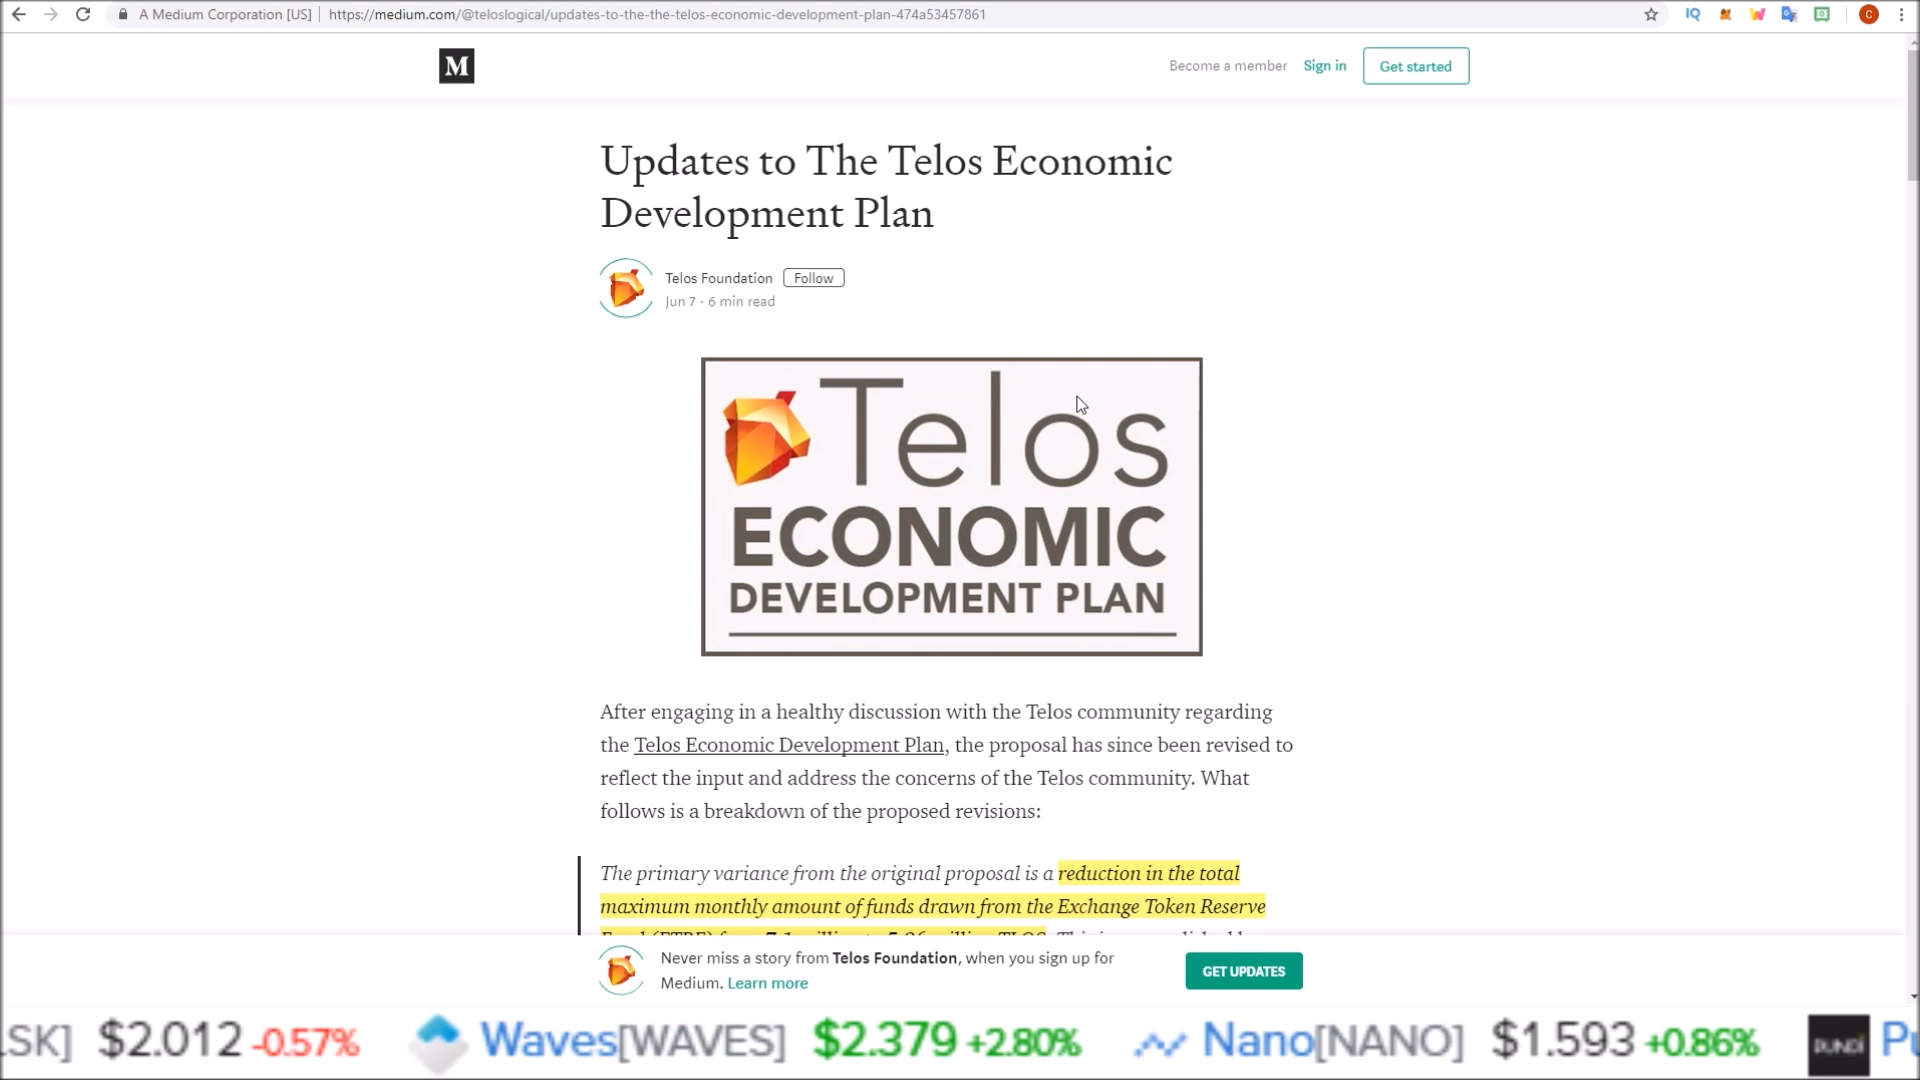 A Medium Corporation [US] | https://medium.com/@teloslogical/updates-to-the-the-telos-economic-development-plan-474a53457861
IQ
C
M
Become a member
Sign in
Get started
Updates to The Telos Economic
Development Plan
Telos Foundation
Follow
Jun 7 · 6 min read
Telos
ECONOMIC
DEVELOPMENT PLAN
After engaging in a healthy discussion with the Telos community regarding
the Telos Economic Development Plan, the proposal has since been revised to
reflect the input and address the concerns of the Telos community. What
follows is a breakdown of the proposed revisions:
The primary variance from the original proposal is a reduction in the total
maximum monthly amount of funds drawn from the Exchange Token Reserve
Never miss a story from Telos Foundation, when you sign up for
Medium. Learn more
GET UPDATES
SK] $2.012 -0.57% Waves[WAVES] $2.379 +2.80% Nano[NANO] $1.593 +0.86% PUNDI Pu